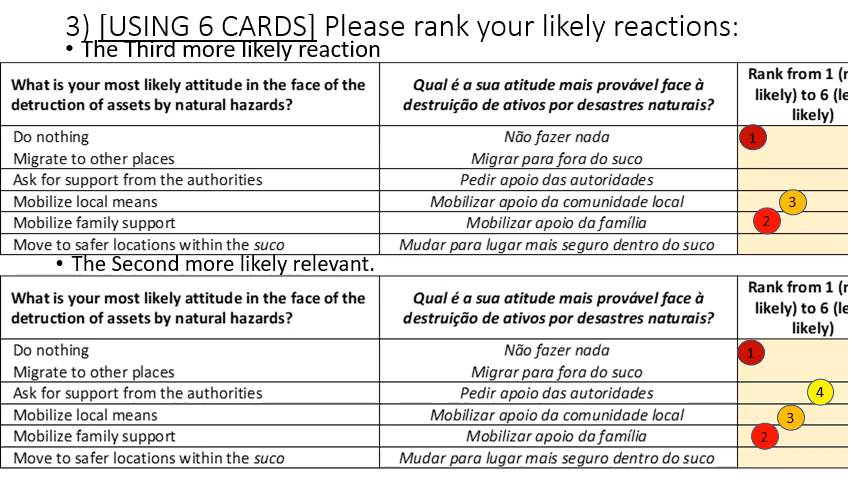 3) [USING 6 CARDS] Please rank your likely reactions:
• The Third more likely reaction
What is your most likely attitude in the face of the
detruction of assets by natural hazards?
Qual é a sua atitude mais provável face à
destruição de ativos por desastres naturais?
Rank from 1 (
likely) to 6 (le
likely)
Do nothing Não fazer nada 1
Migrate to other places Migrar para fora do suco
Ask for support from the authorities Pedir apoio das autoridades
Mobilize local means Mobilizar apoio da comunidade local 3
Mobilize family support Mobilizar apoio da família 2
Move to safer locations within the suco Mudar para lugar mais seguro dentro do suco
• The Second more likely relevant.
What is your most likely attitude in the face of the
detruction of assets by natural hazards?
Qual é a sua atitude mais provável face à
destruição de ativos por desastres naturais?
Rank from 1 (
likely) to 6 (le
likely)
Do nothing Não fazer nada 1
Migrate to other places Migrar para fora do suco
Ask for support from the authorities Pedir apoio das autoridades 4
Mobilize local means Mobilizar apoio da comunidade local 3
Mobilize family support Mobilizar apoio da família 2
Move to safer locations within the suco Mudar para lugar mais seguro dentro do suco